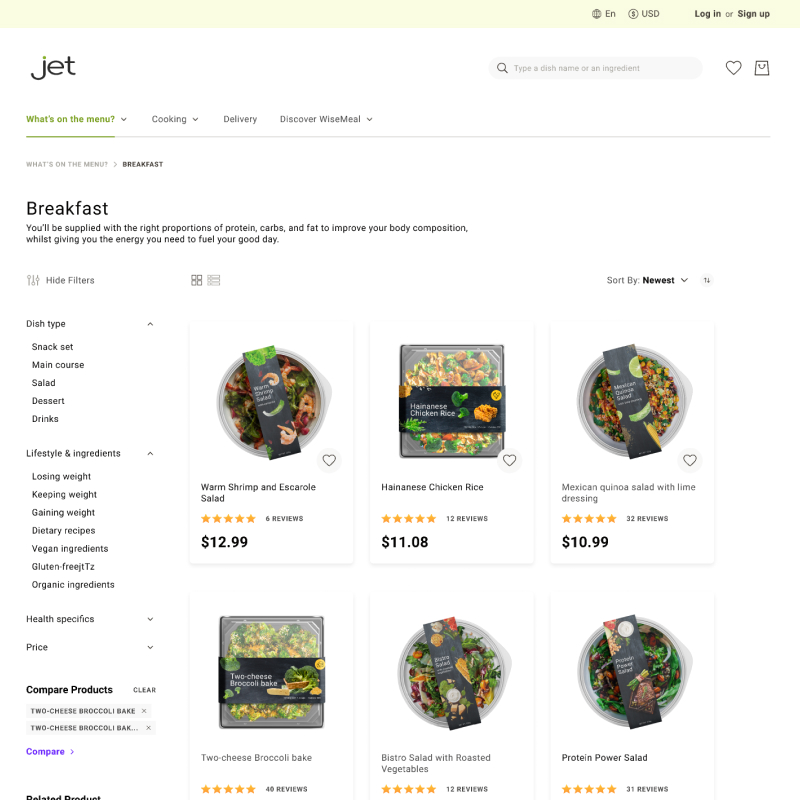 En
USD
Log in or Sign up
jet
Type a dish name or an ingredient
What's on the menu?
Cooking
Delivery
Discover WiseMeal
WHAT'S ON THE MENU? > BREAKFAST
Breakfast
You'll be supplied with the right proportions of protein, carbs, and fat to improve your body composition,
whilst giving you the energy you need to fuel your good day.
Hide Filters
Sort By: Newest
Dish type
Snack set
Main course
Salad
Dessert
Drinks
Lifestyle & ingredients
Losing weight
Keeping weight
Gaining weight
Dietary recipes
Vegan ingredients
Gluten-freejtTz
Organic ingredients
Health specifics
Price
Compare Products
CLEAR
TWO-CHEESE BROCCOLI BAKE ×
TWO-CHEESE BROCCOLI BAK... ×
Compare >
Related Product
Warm
Shrimp
Salad
Warm Shrimp and Escarole
Salad
6 REVIEWS
$12.99
Hainanese
Chicken Rice
Hainanese Chicken Rice
12 REVIEWS
$11.08
Mexican
Quinoa
Salad
Mexican quinoa salad with lime
dressing
32 REVIEWS
$10.99
Two-cheese
Broccoli bake
Two-cheese Broccoli bake
40 REVIEWS
Bistro
Salad
Bistro Salad with Roasted
Vegetables
12 REVIEWS
Protein
Power
Salad
Protein Power Salad
31 REVIEWS